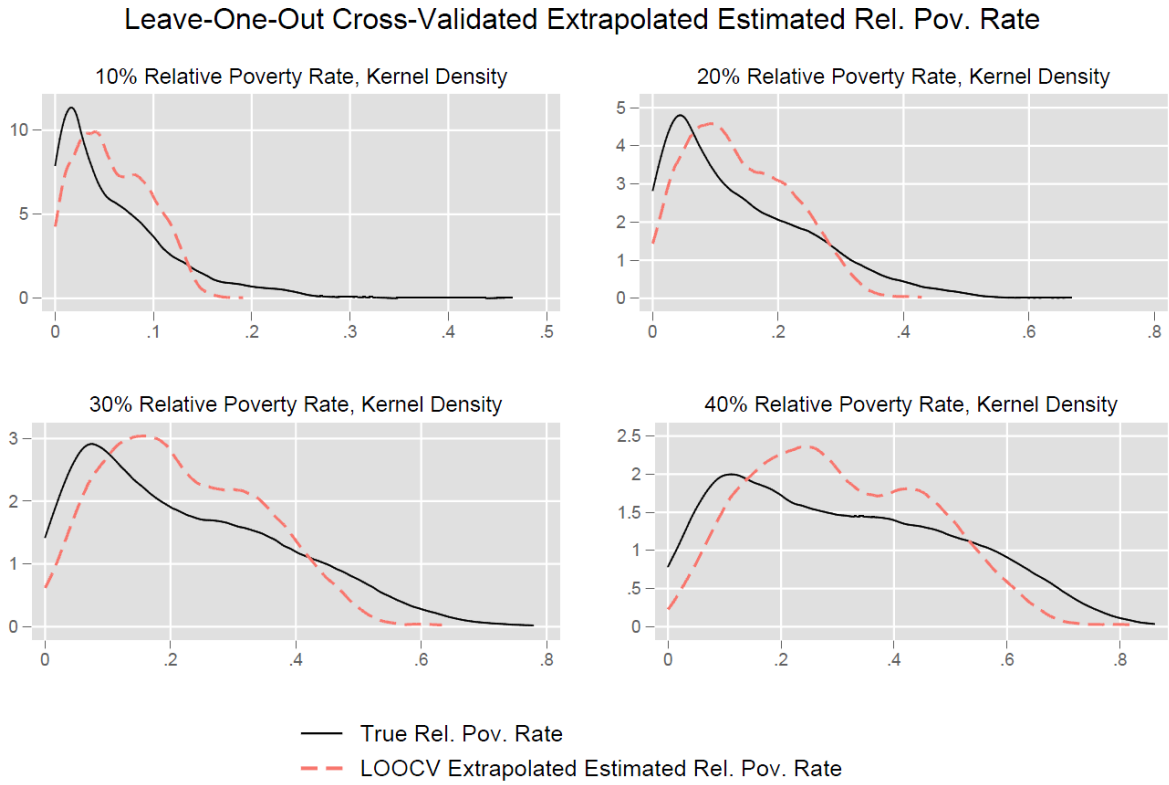 Leave-One-Out Cross-Validated Extrapolated Estimated Rel. Pov. Rate
10% Relative Poverty Rate, Kernel Density
10
5
0
0 .1 .2 .3 .4 .5
20% Relative Poverty Rate, Kernel Density
5
4
3
2
1
0
0 .2 .4 .6 .8
30% Relative Poverty Rate, Kernel Density
3
2
1
0
0 .2 .4 .6 .8
40% Relative Poverty Rate, Kernel Density
2.5
2
1.5
1
.5
0
0 .2 .4 .6 .8
True Rel. Pov. Rate
LOOCV Extrapolated Estimated Rel. Pov. Rate